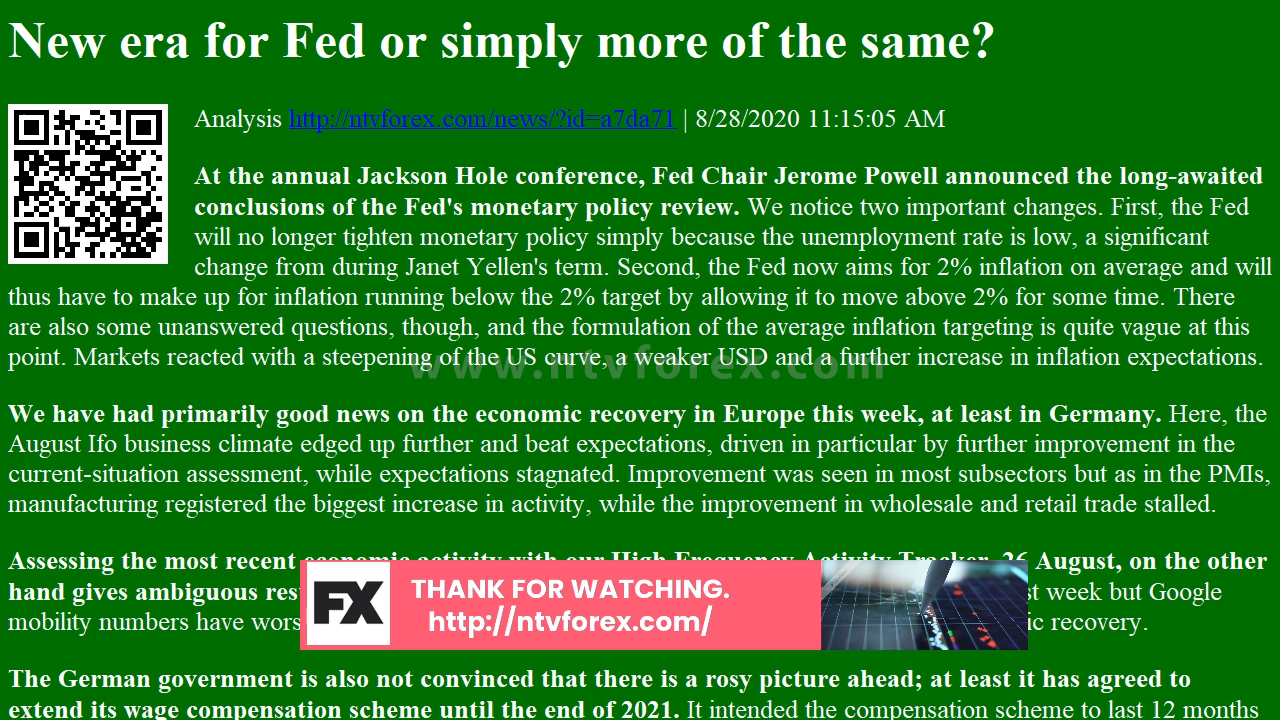 New era for Fed or simply more of the same?
Analysis http://ntvforex.com/news/?id=a7da71 | 8/28/2020 11:15:05 AM
At the annual Jackson Hole conference, Fed Chair Jerome Powell announced the long-awaited
conclusions of the Fed's monetary policy review. We notice two important changes. First, the Fed
will no longer tighten monetary policy simply because the unemployment rate is low, a significant
change from during Janet Yellen's term. Second, the Fed now aims for 2% inflation on average and will
thus have to make up for inflation running below the 2% target by allowing it to move above 2% for some time. There
are also some unanswered questions, though, and the formulation of the average inflation targeting is quite vague at this
point. Markets reacted with a steepening of the US curve, a weaker USD and a further increase in inflation expectations.
www.ntvforex.com
We have had primarily good news on the economic recovery in Europe this week, at least in Germany. Here, the
August Ifo business climate edged up further and beat expectations, driven in particular by further improvement in the
current-situation assessment, while expectations stagnated. Improvement was seen in most subsectors but as in the PMIs,
manufacturing registered the biggest increase in activity, while the improvement in wholesale and retail trade stalled.
Assessing the most recent economic activity with our High Frequency Activity Tracker, 26 August, on the other
hand gives ambiguous week but Google
mobility numbers have recovery.
FX
THANK FOR WATCHING.
http://ntvforex.com/
The German government is also not convinced that there is a rosy picture ahead; at least it has agreed to
extend its wage compensation scheme until the end of 2021. It intended the compensation scheme to last 12 months